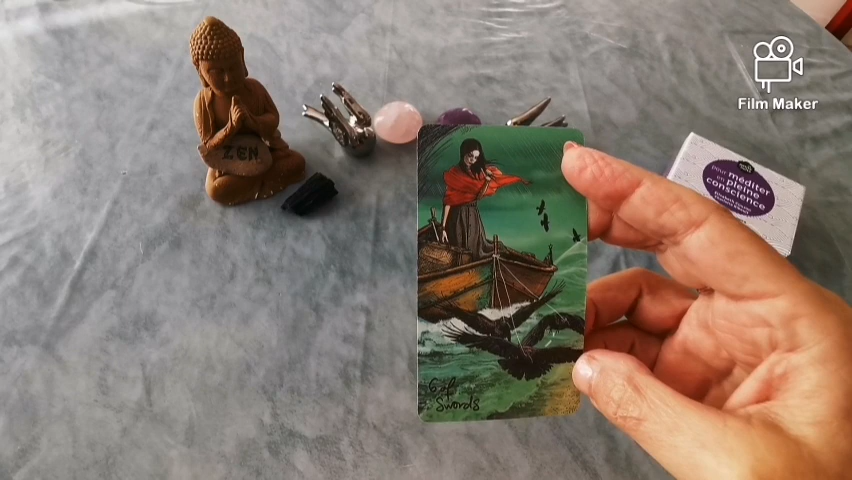 Film Maker
ZEN
pour méditer
en pleine
conscience
6 of
Swords